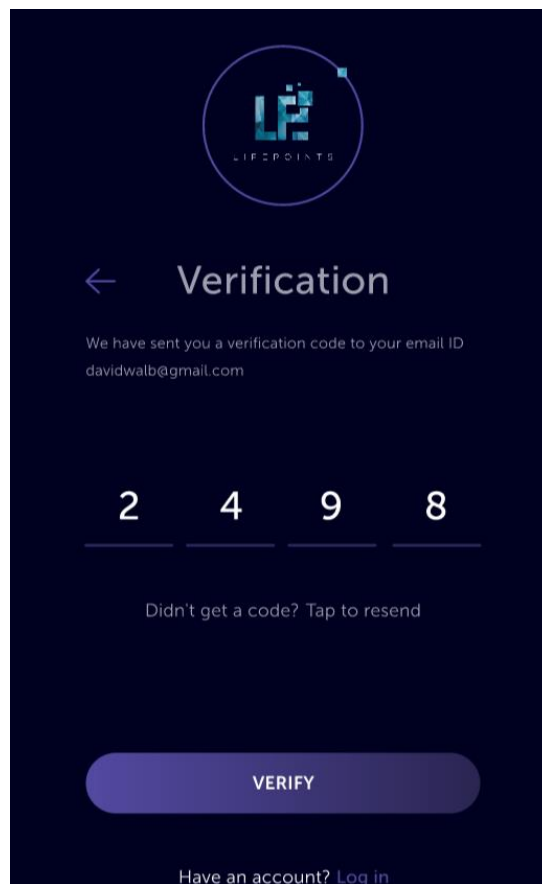 LP
LIFEPOINTS
Verification
We have sent you a verification code to your email ID
davidwalb@gmail.com
2 4 9 8
Didn't get a code? Tap to resend
VERIFY
Have an account? Log in